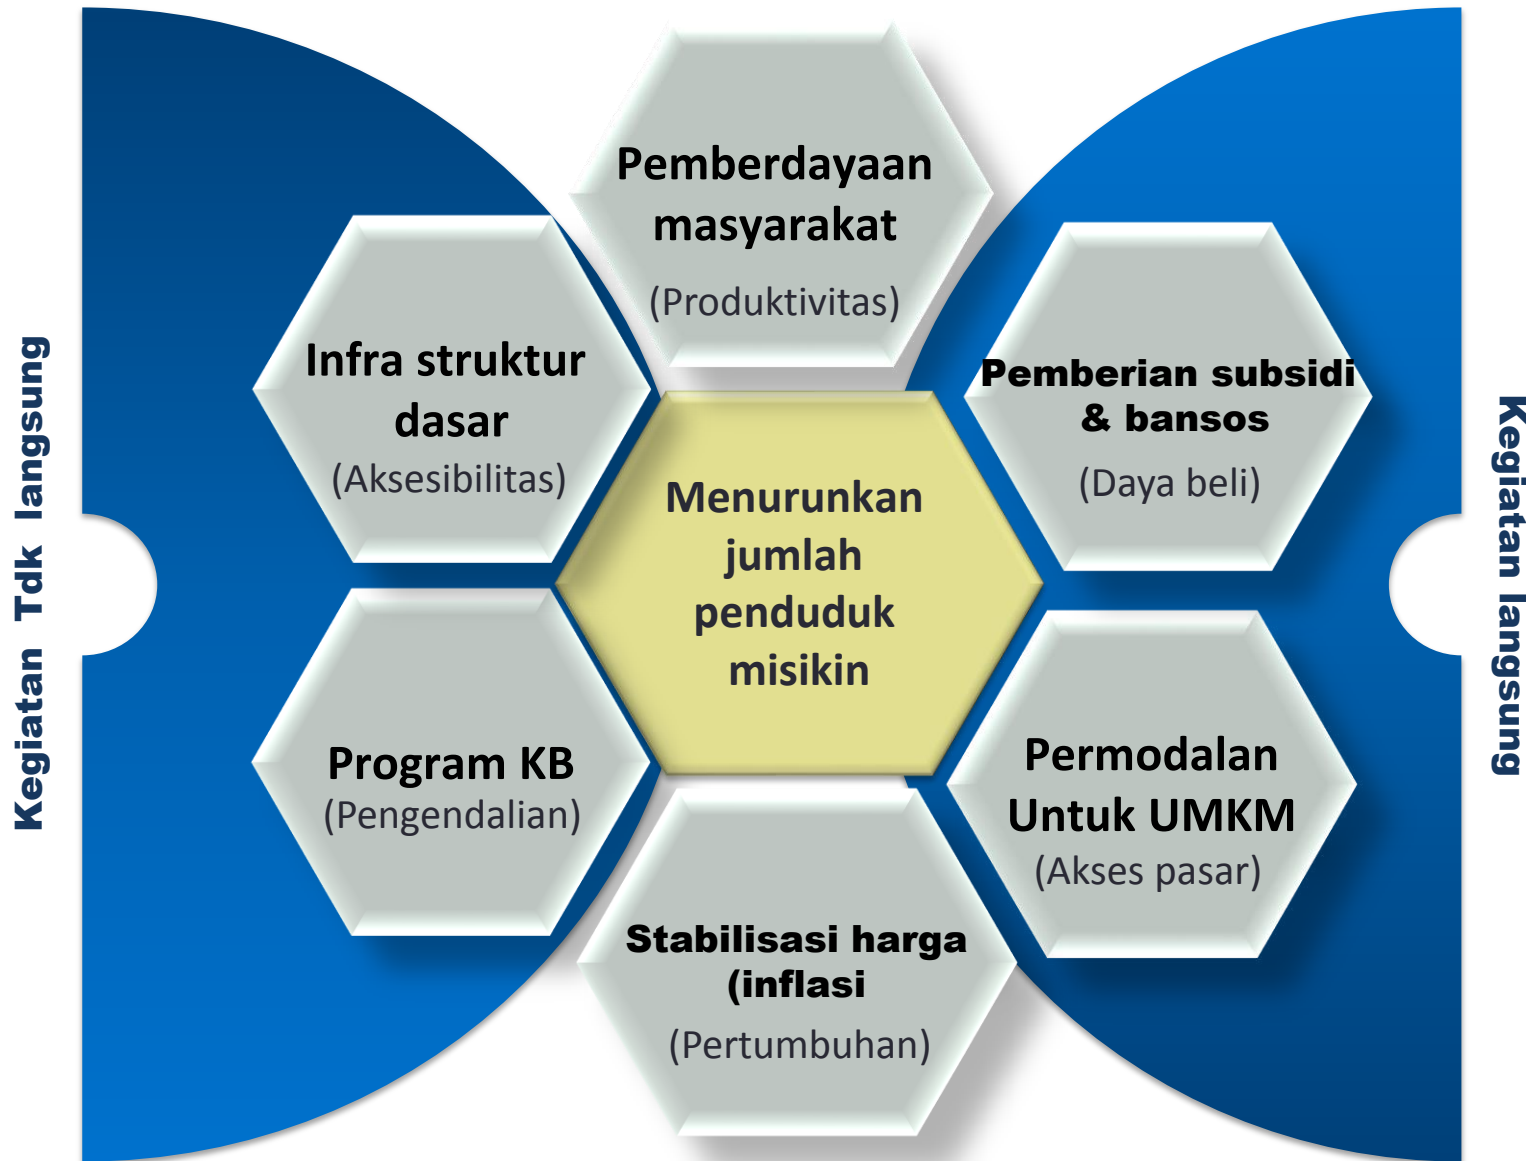 Pemberdayaan
masyarakat
(Produktivitas)
Infra struktur
dasar
(Aksesibilitas)
Pemberian subsidi
& bansos
(Daya beli)
Menurunkan
jumlah
penduduk
misikin
Program KB
(Pengendalian)
Permodalan
Untuk UMKM
(Akses pasar)
Stabilisasi harga
(inflasi
(Pertumbuhan)
Kegiatan Tdk langsung
Kegiatan langsung